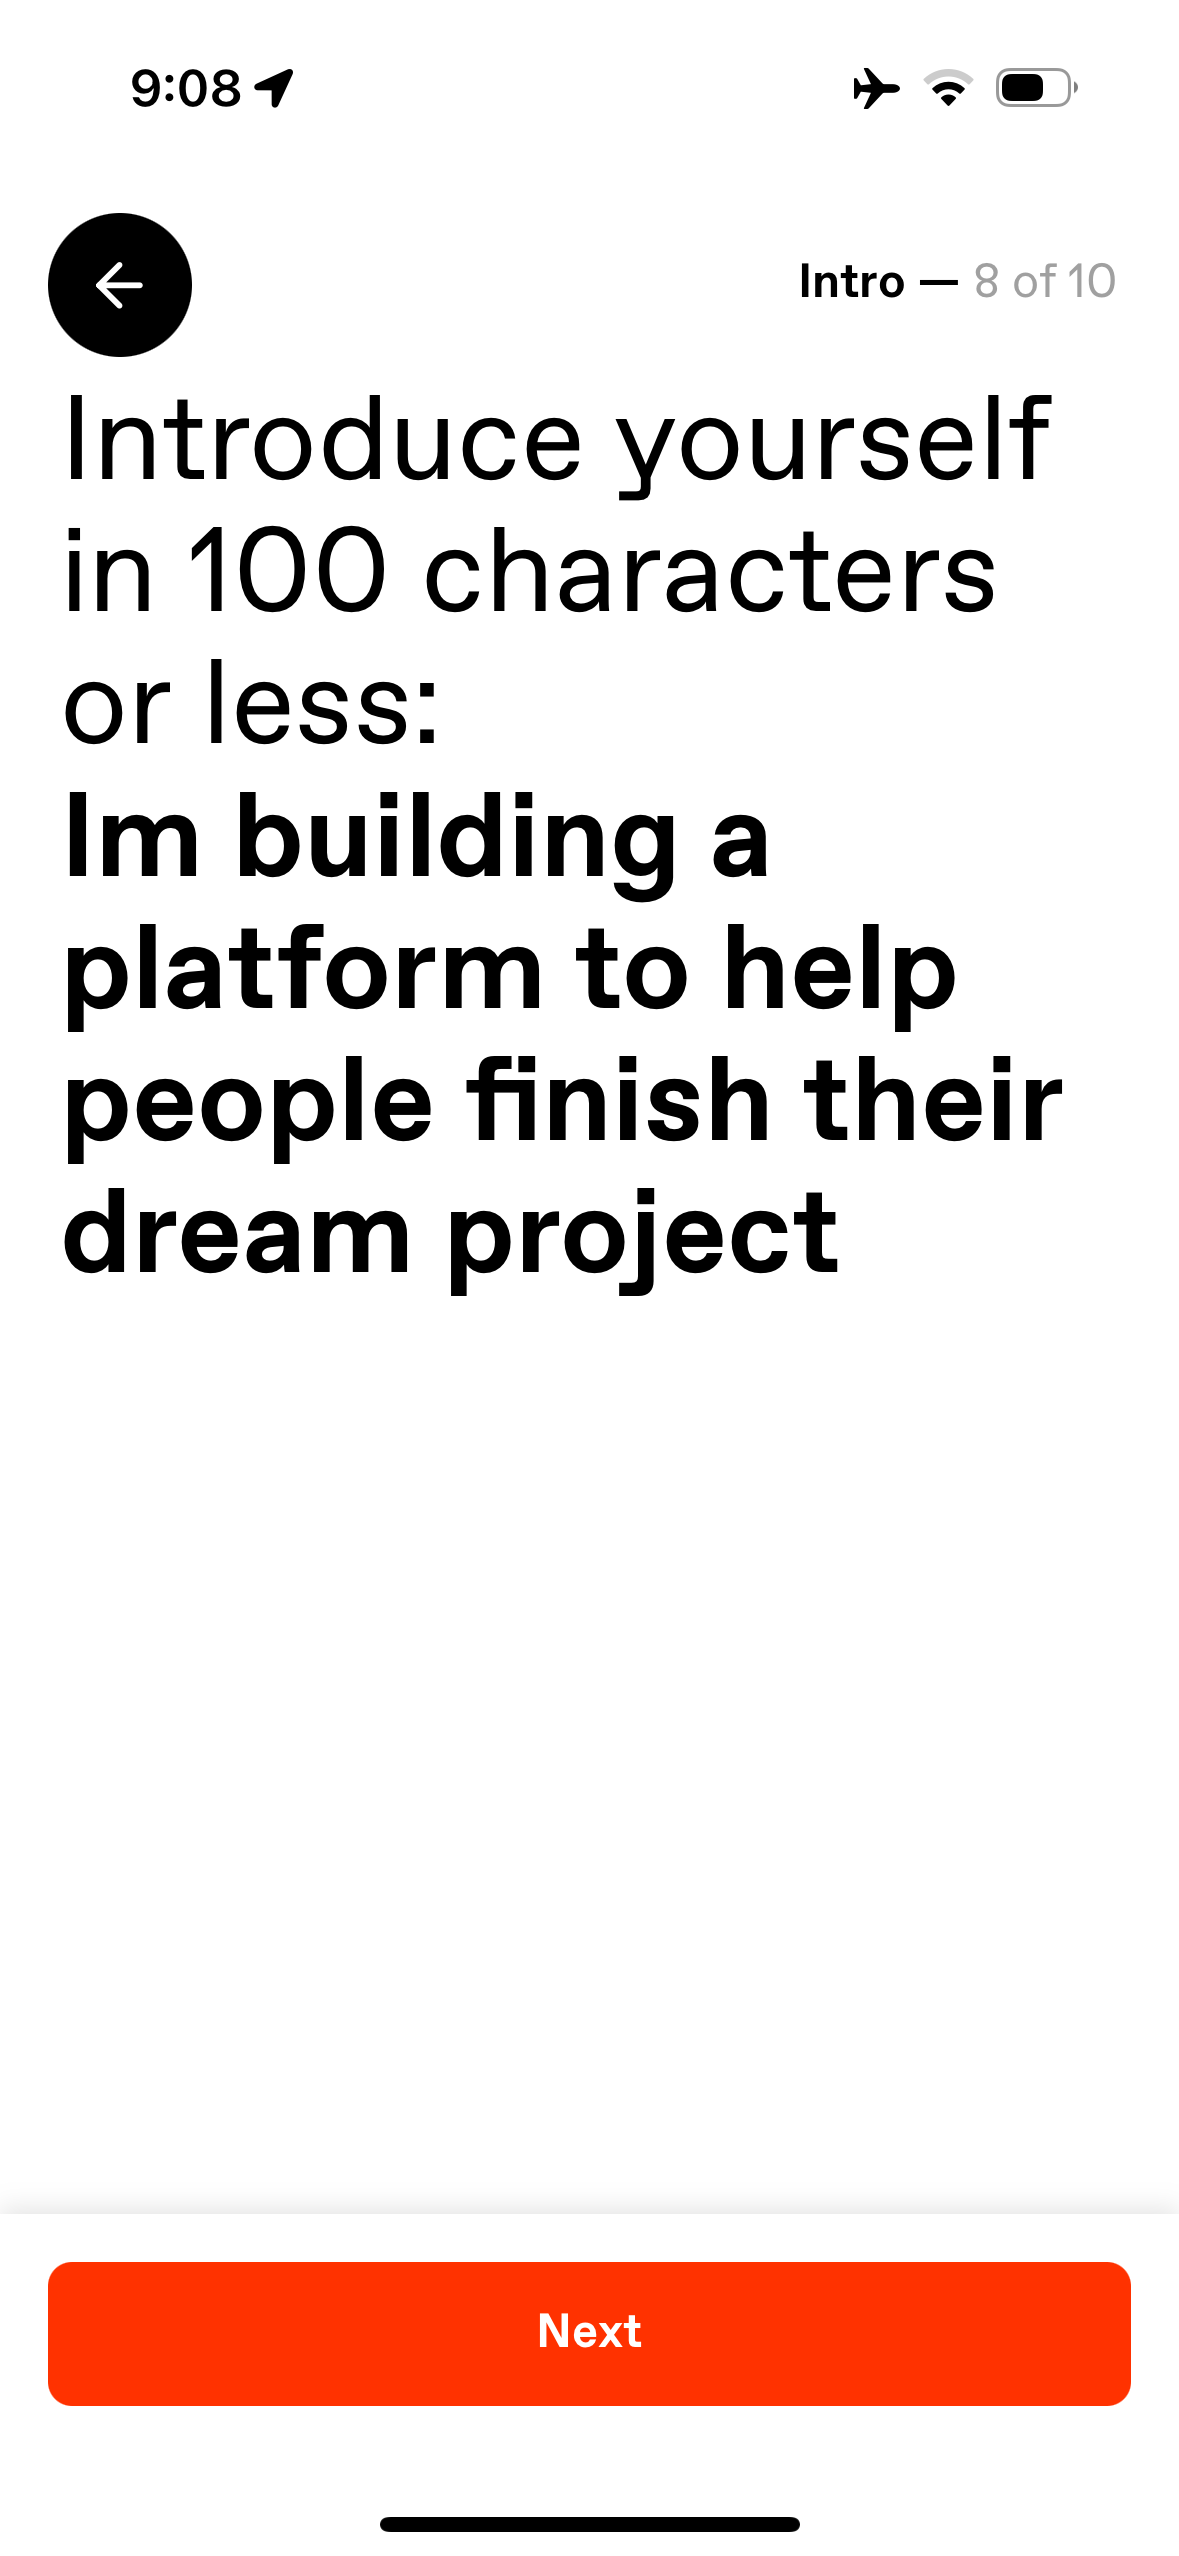 9:08
Intro — 8 of 10
Introduce yourself
in 100 characters
or less:
Im building a
platform to help
people finish their
dream project
Next